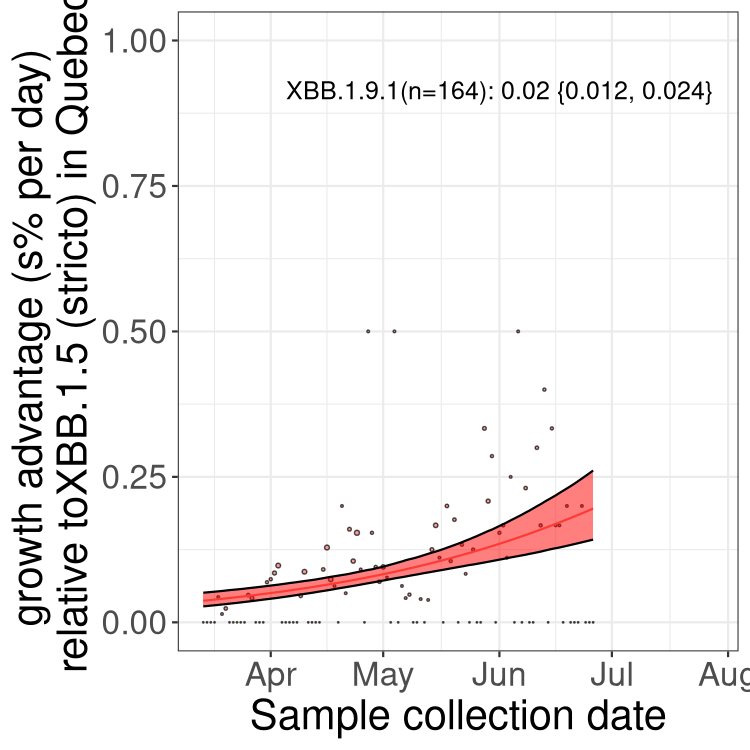 growth advantage (s% per day)
relative toXBB.1.5 (stricto) in Quebec
1.00
0.75
0.50
0.25
0.00
XBB.1.9.1(n=164): 0.02 {0.012, 0.024}
Apr May Jun Jul Aug
Sample collection date